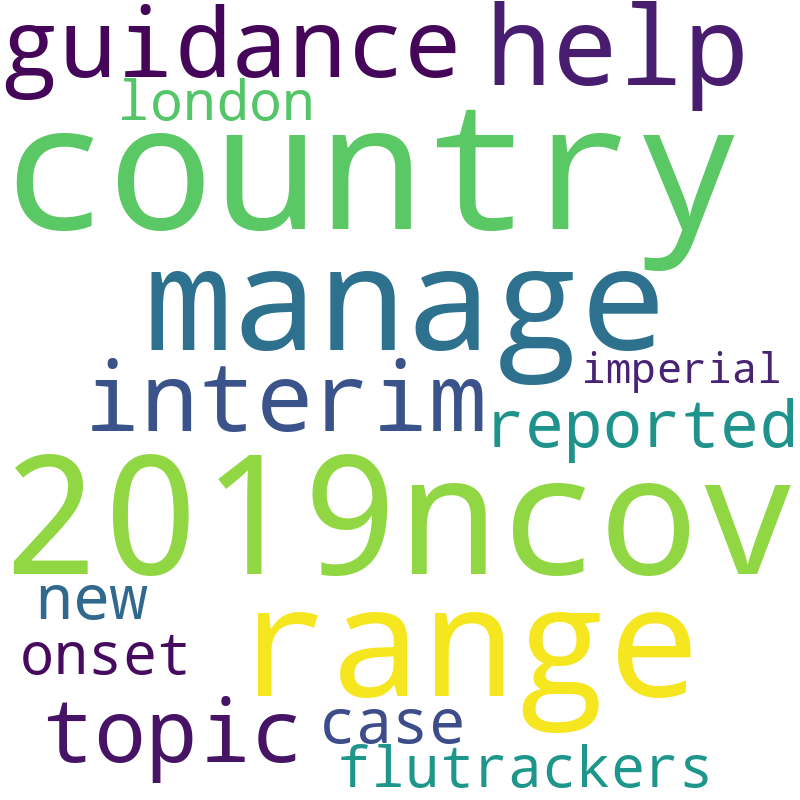 guidance help
london
country
manage
imperial
interim
reported
2019ncov
new
range
onset
topic
case
flutrackers